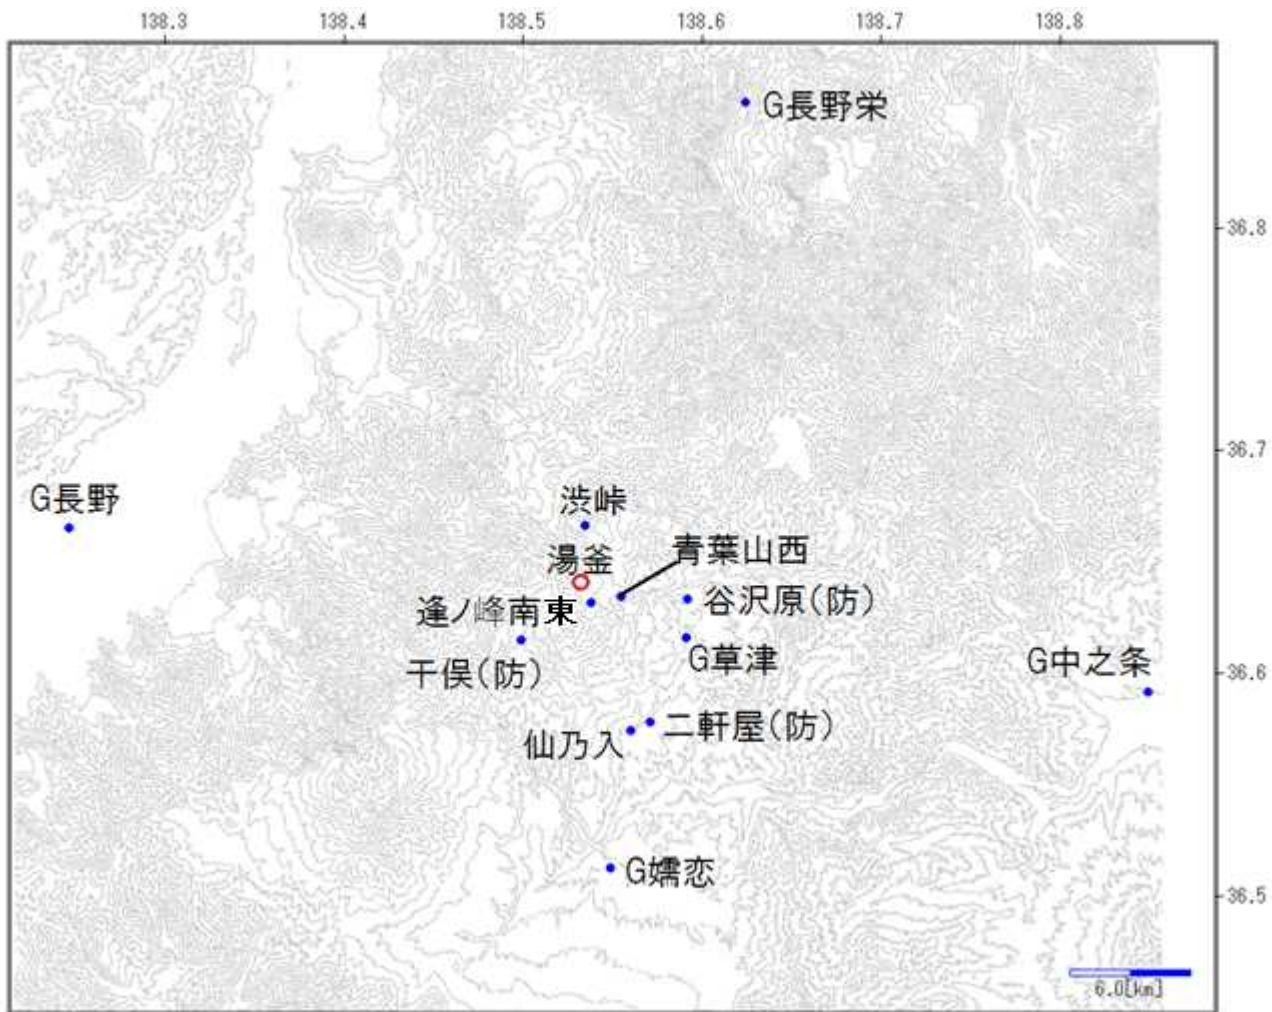 138.3 138.4 138.5 138.6 138.7 138.8
G長野栄
36.8
36.7
G長野
渋峠
青葉山西
湯釜
谷沢原(防)
逢ノ峰南東
G草津
干俣(防)
G中之条
36.6
二軒屋(防)
仙乃入
G嬬恋
36.5
6.0[km]